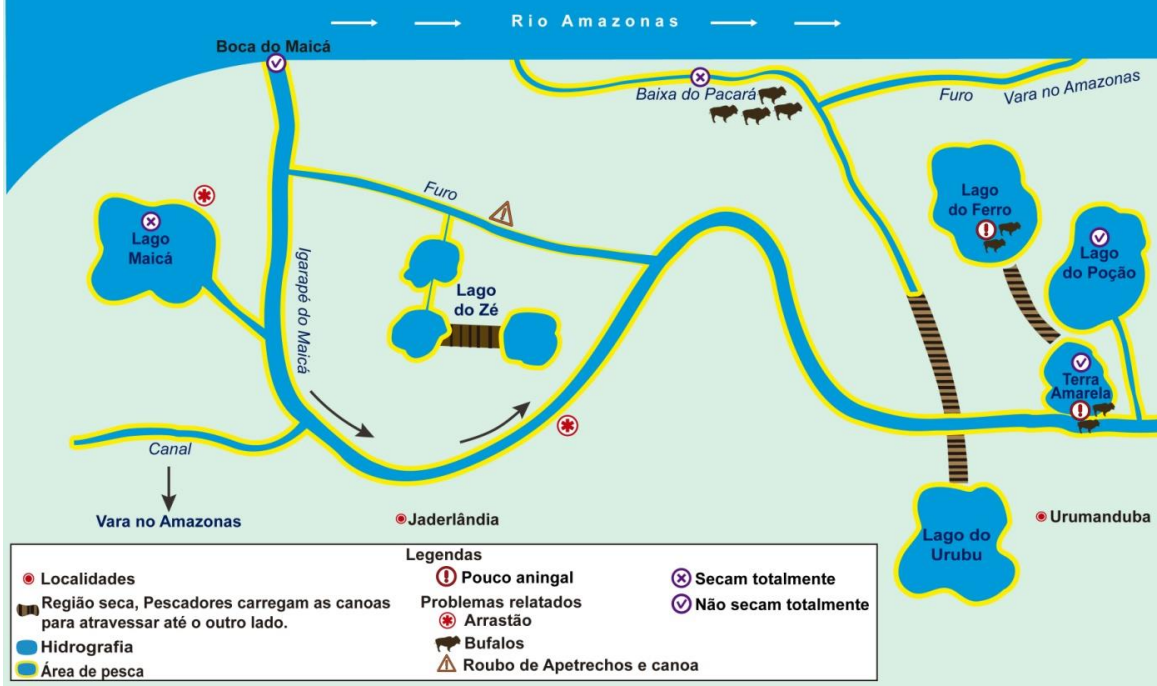 Rio Amazonas
Boca do Maicá
Baixa do Pacará
Furo
Vara no Amazonas
Furo
Lago
do Ferro
Lago
do Poção
Lago
Maicá
Igarapé do Maicá
Lago
do Zé
Terra
Amarela
Canal
Vara no Amazonas
Jaderlândia
Urumanduba
Lago do
Urubu
Legendas
Localidades
Região seca, Pescadores carregam as canoas
para atravessar até o outro lado.
Hidrografia
Área de pesca
Pouco aningal
Problemas relatados
Arrastão
Bufalos
Roubo de Apetrechos e canoa
Secam totalmente
Não secam totalmente